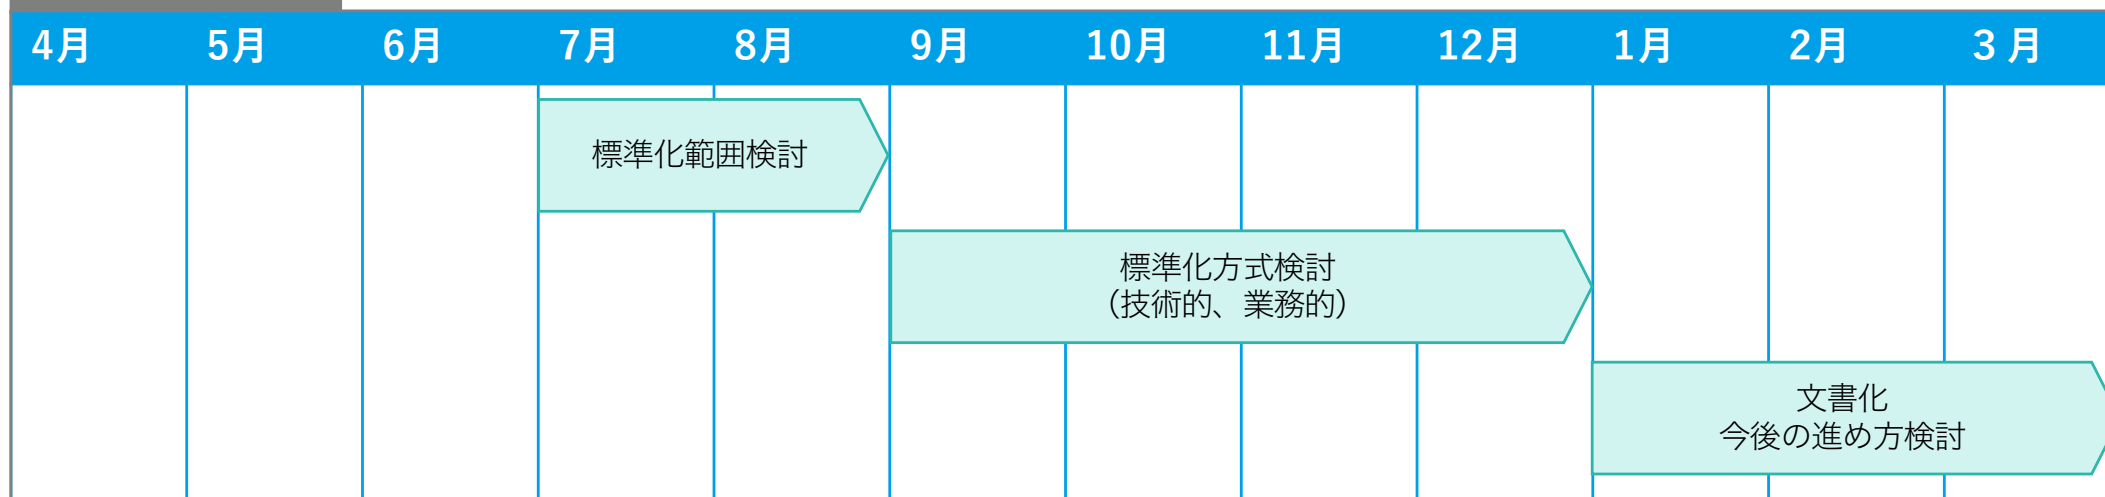 4月 5月 6月 7月 8月 9月 10月 11月 12月 1月 2月 3月
標準化範囲検討
標準化方式検討
（技術的、業務的）
文書化
今後の進め方検討